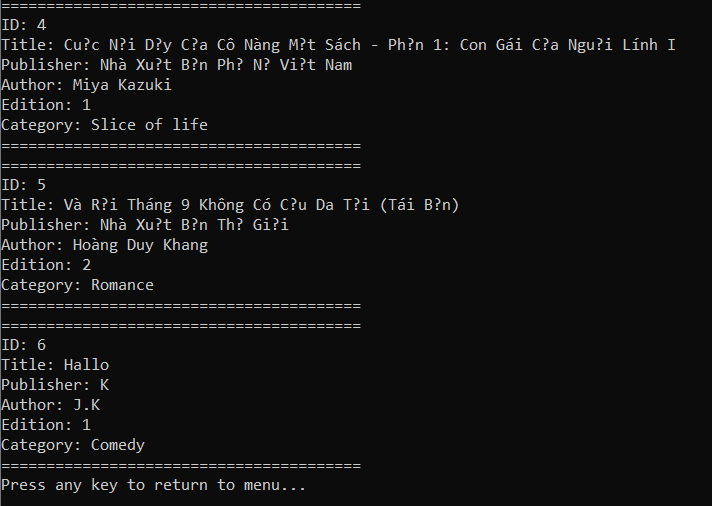 ========================================
ID: 4
Title: Cu?c N?i D?y C?a Cô Nàng M?t Sách - Ph?n 1: Con Gái C?a Ngu?i Lính I
Publisher: Nhà Xu?t B?n Ph? N? Vi?t Nam
Author: Miya Kazuki
Edition: 1
Category: Slice of life
========================================
========================================
ID: 5
Title: Và R?i Tháng 9 Không Có C?u Da T?i (Tái B?n)
Publisher: Nhà Xu?t B?n Th? Gi?i
Author: Hoàng Duy Khang
Edition: 2
Category: Romance
========================================
========================================
ID: 6
Title: Hallo
Publisher: K
Author: J.K
Edition: 1
Category: Comedy
========================================
Press any key to return to menu...